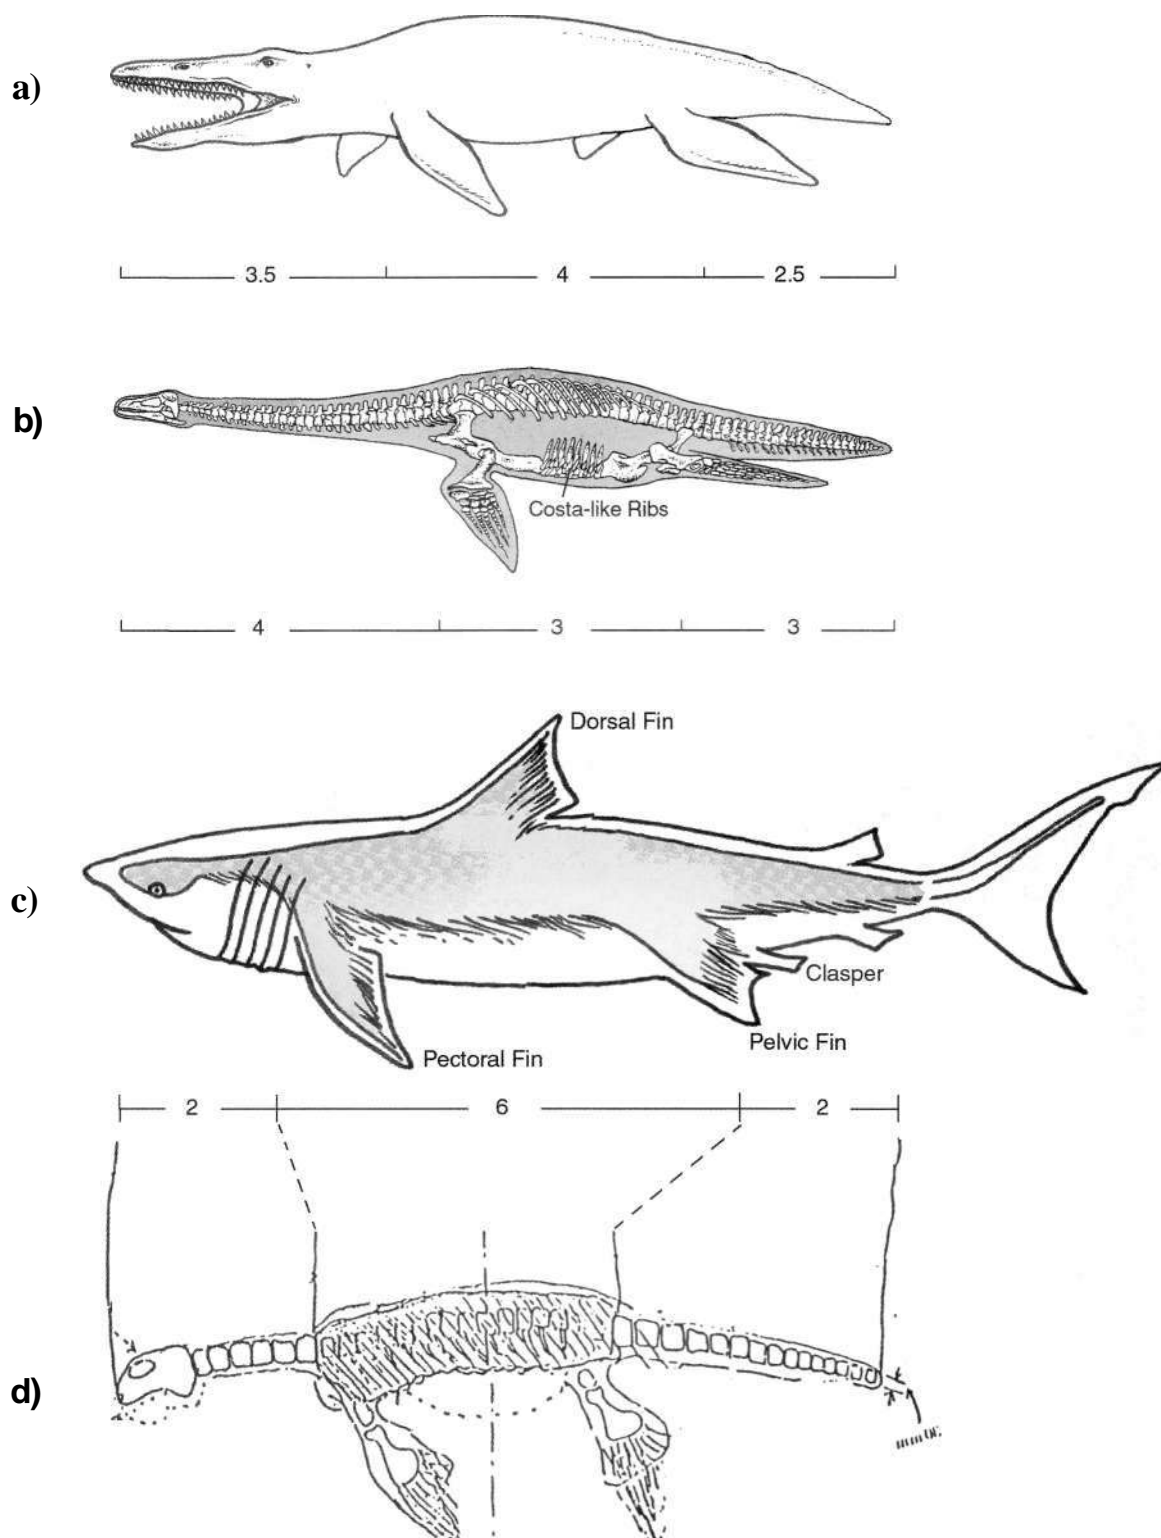 a)
3.5 4 2.5
b)
Costa-like Ribs
4 3 3
Dorsal Fin
c)
Clasper
Pelvic Fin
Pectoral Fin
2 6 2
d)